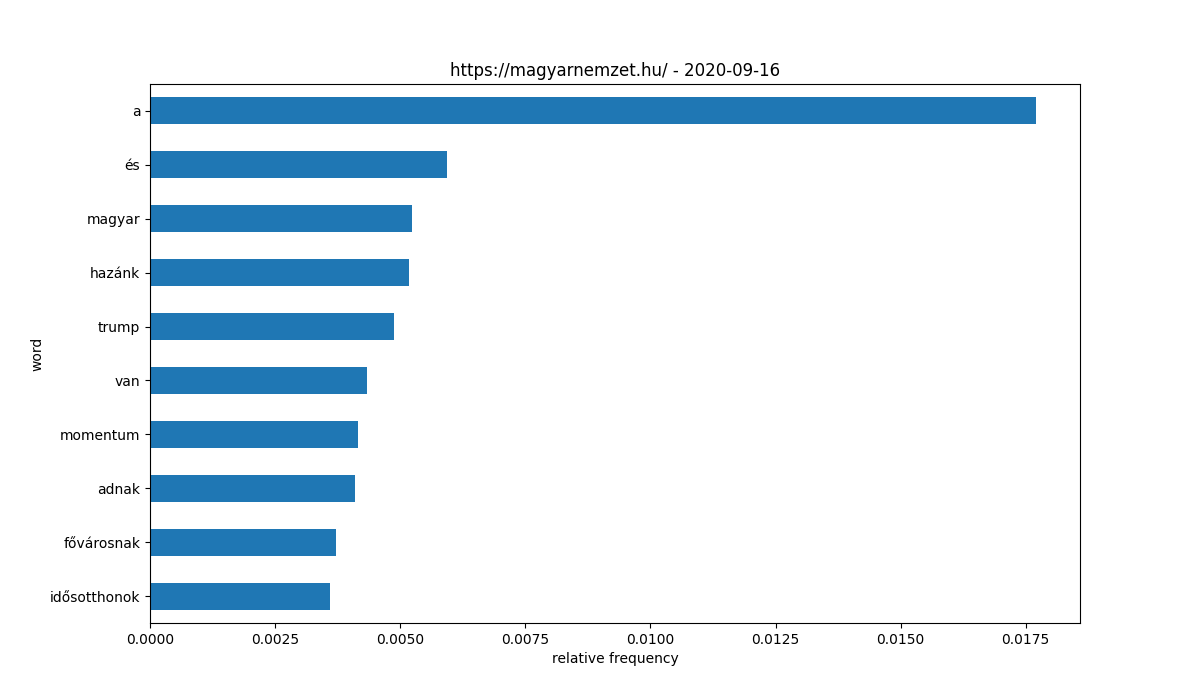 https://magyarnemzet.hu/ - 2020-09-16
a
és
magyar
hazánk
trump
van
momentum
adnak
fővárosnak
idősotthonok
word
0.0000 0.0025 0.0050 0.0075 0.0100 0.0125 0.0150 0.0175
relative frequency